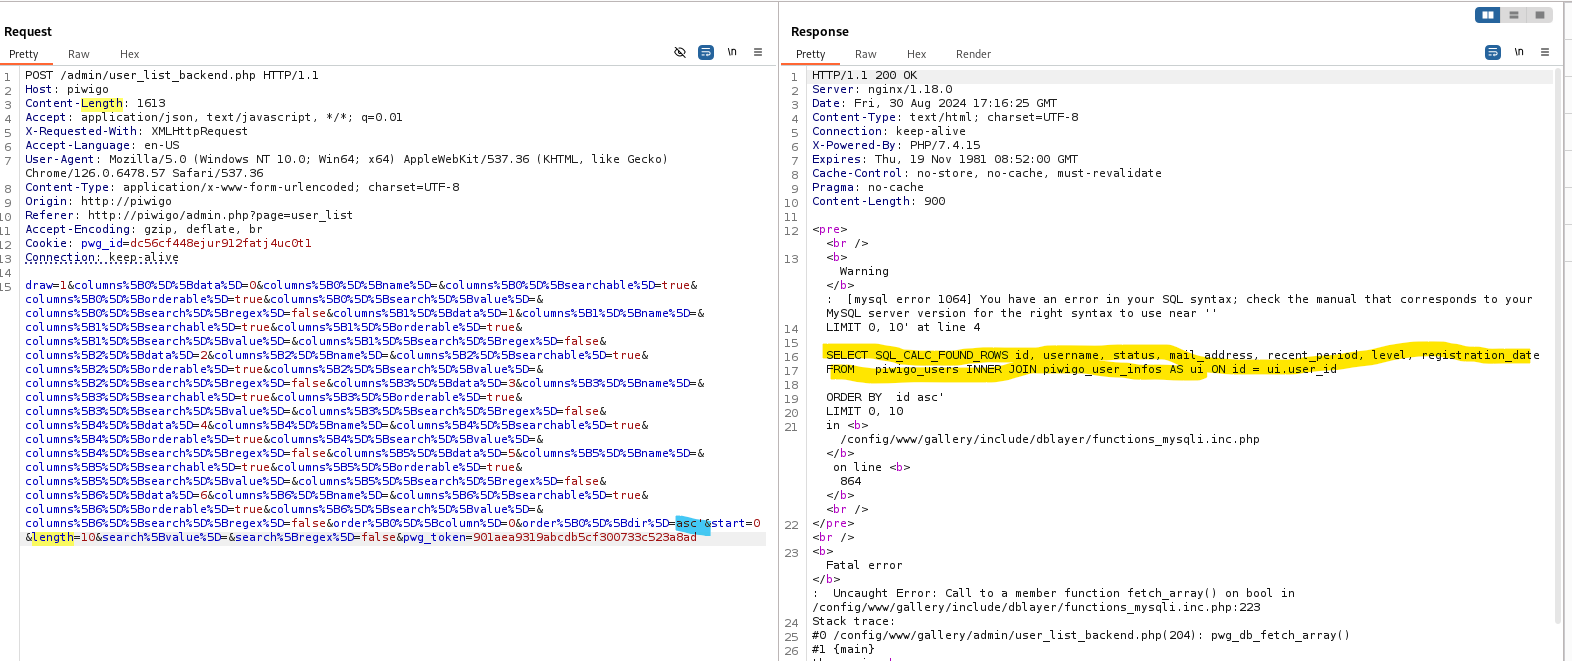 Request
Pretty Raw Hex
\n
1 POST /admin/user_list_backend.php HTTP/1.1
2 Host: piwigo
3 Content-Length: 1613
4 Accept: application/json, text/javascript, */*; q=0.01
5 X-Requested-With: XMLHttpRequest
6 Accept-Language: en-US
7 User-Agent: Mozilla/5.0 (Windows NT 10.0; Win64; x64) AppleWebKit/537.36 (KHTML, like Gecko)
Chrome/126.0.6478.57 Safari/537.36
8 Content-Type: application/x-www-form-urlencoded; charset=UTF-8
9 Origin: http://piwigo
10 Referer: http://piwigo/admin.php?page=user_list
11 Accept-Encoding: gzip, deflate, br
12 Cookie: pwg_id=dc56cf448ejur912fatj4uc0t1
13 Connection: keep-alive
14
15 draw=1&columns%5B0%5D%5Bdata%5D=0&columns%5B0%5D%5Bname%5D=&columns%5B0%5D%5Bsearchable%5D=true&
columns%5B0%5D%5Borderable%5D=true&columns%5B0%5D%5Bsearch%5D%5Bvalue%5D=&
columns%5B0%5D%5Bsearch%5D%5Bregex%5D=false&columns%5B1%5D%5Bdata%5D=1&columns%5B1%5D%5Bname%5D=&
columns%5B1%5D%5Bsearchable%5D=true&columns%5B1%5D%5Borderable%5D=true&
columns%5B1%5D%5Bsearch%5D%5Bvalue%5D=&columns%5B1%5D%5Bsearch%5D%5Bregex%5D=false&
columns%5B2%5D%5Bdata%5D=2&columns%5B2%5D%5Bname%5D=&columns%5B2%5D%5Bsearchable%5D=true&
columns%5B2%5D%5Borderable%5D=true&columns%5B2%5D%5Bsearch%5D%5Bvalue%5D=&
columns%5B2%5D%5Bsearch%5D%5Bregex%5D=false&columns%5B3%5D%5Bdata%5D=3&columns%5B3%5D%5Bname%5D=&
columns%5B3%5D%5Bsearchable%5D=true&columns%5B3%5D%5Borderable%5D=true&
columns%5B3%5D%5Bsearch%5D%5Bvalue%5D=&columns%5B3%5D%5Bsearch%5D%5Bregex%5D=false&
columns%5B4%5D%5Bdata%5D=4&columns%5B4%5D%5Bname%5D=&columns%5B4%5D%5Bsearchable%5D=true&
columns%5B4%5D%5Borderable%5D=true&columns%5B4%5D%5Bsearch%5D%5Bvalue%5D=&
columns%5B4%5D%5Bsearch%5D%5Bregex%5D=false&columns%5B5%5D%5Bdata%5D=5&columns%5B5%5D%5Bname%5D=&
columns%5B5%5D%5Bsearchable%5D=true&columns%5B5%5D%5Borderable%5D=true&
columns%5B5%5D%5Bsearch%5D%5Bvalue%5D=&columns%5B5%5D%5Bsearch%5D%5Bregex%5D=false&
columns%5B6%5D%5Bdata%5D=6&columns%5B6%5D%5Bname%5D=&columns%5B6%5D%5Bsearchable%5D=true&
columns%5B6%5D%5Borderable%5D=true&columns%5B6%5D%5Bsearch%5D%5Bvalue%5D=&
columns%5B6%5D%5Bsearch%5D%5Bregex%5D=false&order%5B0%5D%5Bcolumn%5D=0&order%5B0%5D%5Bdir%5D=asc'&start=0
&length=10&search%5Bvalue%5D=&search%5Bregex%5D=false&pwg_token=901aea9319abcdb5cf300733c523a8ad
Response
Pretty Raw Hex Render
\n
1 HTTP/1.1 200 OK
2 Server: nginx/1.18.0
3 Date: Fri, 30 Aug 2024 17:16:25 GMT
4 Content-Type: text/html; charset=UTF-8
5 Connection: keep-alive
6 X-Powered-By: PHP/7.4.15
7 Expires: Thu, 19 Nov 1981 08:52:00 GMT
8 Cache-Control: no-store, no-cache, must-revalidate
9 Pragma: no-cache
10 Content-Length: 900
11
12 <pre>
<br />
13 <b>
Warning
</b>
: [mysql error 1064] You have an error in your SQL syntax; check the manual that corresponds to your
MySQL server version for the right syntax to use near ''
14 LIMIT 0, 10' at line 4
15
16 SELECT SQL_CALC_FOUND_ROWS id, username, status, mail_address, recent_period, level, registration_date
17 FROM piwigo_users INNER JOIN piwigo_user_infos AS ui ON id = ui.user_id
18
19 ORDER BY id asc'
20 LIMIT 0, 10
21 in <b>
/config/www/gallery/include/dblayer/functions_mysqli.inc.php
</b>
on line <b>
864
</b>
<br />
22 </pre>
<br />
23 <b>
Fatal error
</b>
: Uncaught Error: Call to a member function fetch_array() on bool in
/config/www/gallery/include/dblayer/functions_mysqli.inc.php:223
24 Stack trace:
25 #0 /config/www/gallery/admin/user_list_backend.php(204): pwg_db_fetch_array()
26 #1 {main}